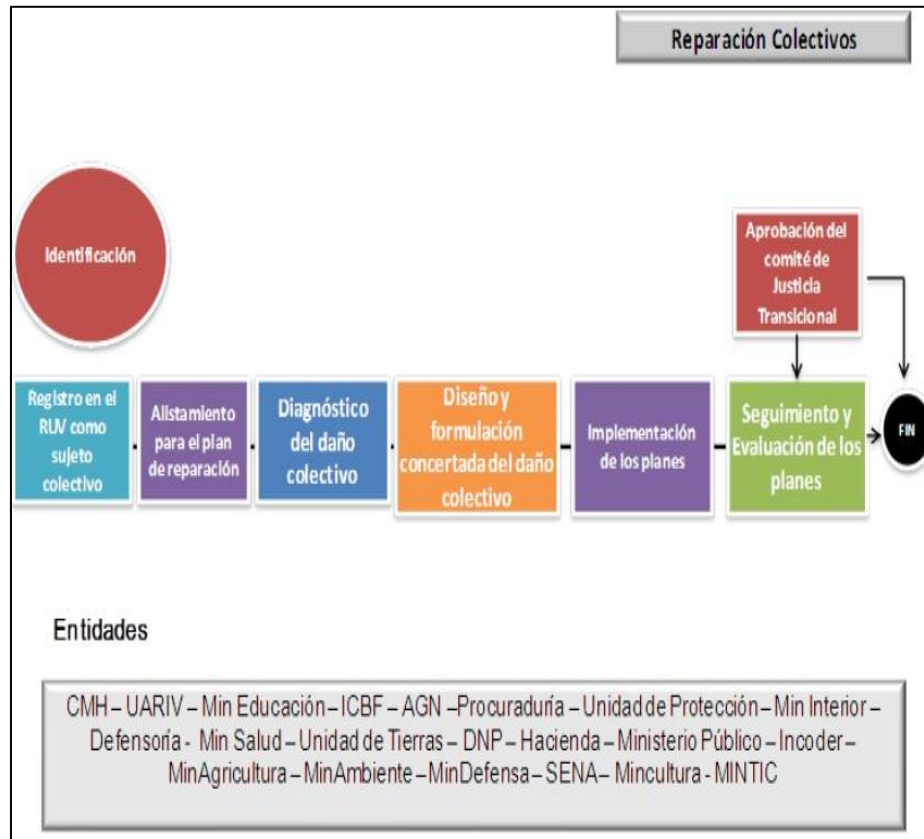 Reparación Colectivos
Identificación
Aprobación del
comité de
Justicia
Transicional
Registro en el
RUV como
sujeto
colectivo
Alistamiento
para el plan
de reparación
Diagnóstico
del daño
colectivo
Diseño y
formulación
concertada del daño
colectivo
Implementación
de los planes
Seguimiento y
Evaluación de los
planes
FIN
Entidades
CMH – UARIV – Min Educación – ICBF – AGN –Procuraduría – Unidad de Protección – Min Interior –
Defensoría - Min Salud – Unidad de Tierras – DNP – Hacienda – Ministerio Público – Incoder –
MinAgricultura – MinAmbiente – MinDefensa – SENA – Mincultura - MINTIC